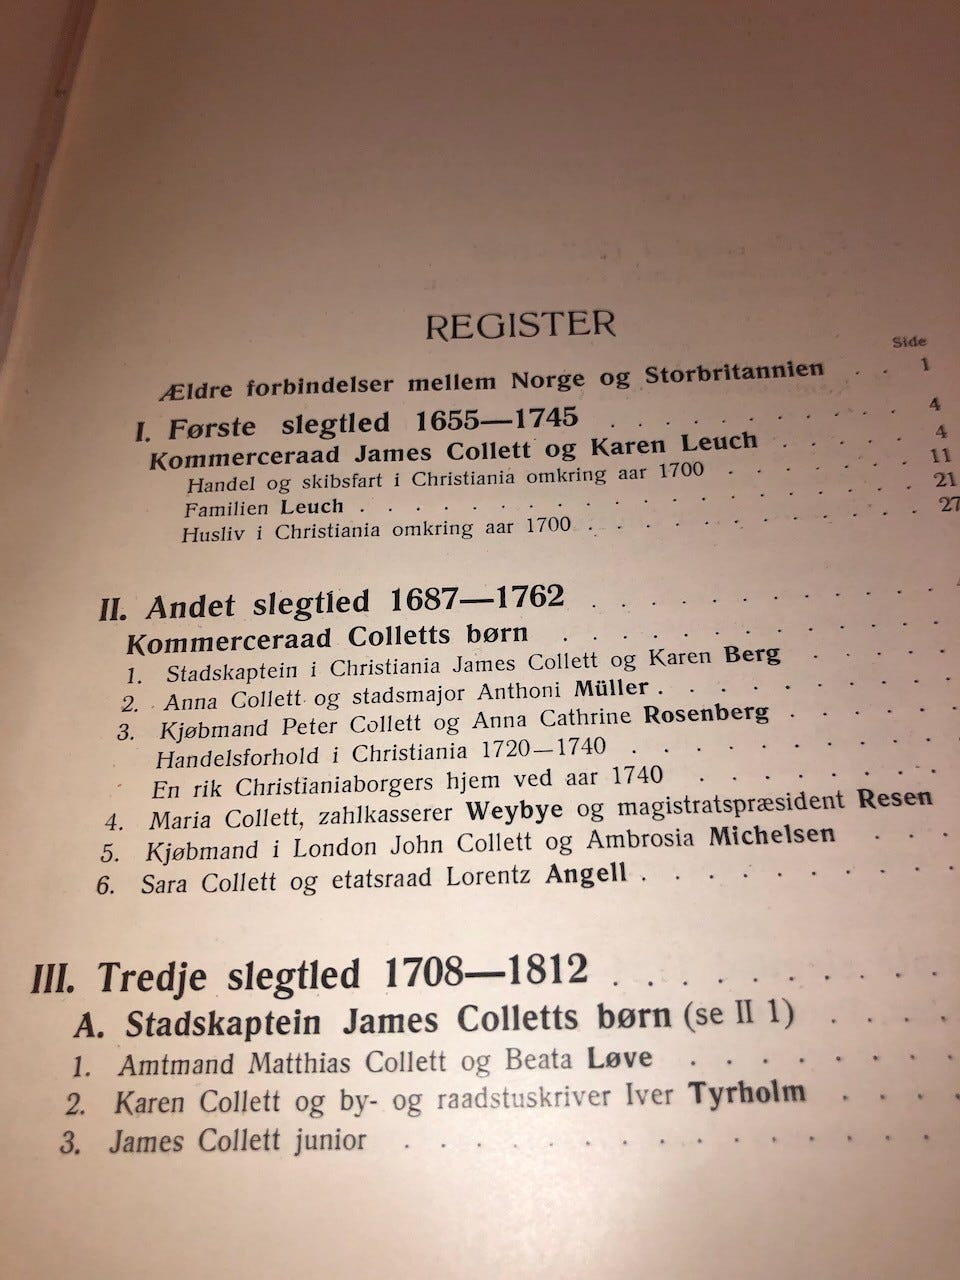 REGISTER
Side
Ældre forbindelser mellem Norge og Storbritannien . . 1
I. Første slegtled 1655—1745 . . . . . . . . 4
Kommerceraad James Collett og Karen Leuch . . . . . 4
Handel og skibsfart i Christiania omkring aar 1700 . . . . . . 11
Familien Leuch . . . . . . . . . . . . . . . . . 21
Husliv i Christiania omkring aar 1700 . . . . . . . . . . . 27
II. Andet slegtled 1687—1762 . . . . . . . . .
Kommerceraad Colletts børn . . . . . . . . . .
1. Stadskaptein i Christiania James Collett og Karen Berg . . . . .
2. Anna Collett og stadsmajor Anthoni Müller . . . . . . . . .
3. Kjøbmand Peter Collett og Anna Cathrine Rosenberg . . . . .
Handelsforhold i Christiania 1720—1740 . . . . . . . . .
En rik Christianiaborgers hjem ved aar 1740 . . . . . . .
4. Maria Collett, zahlkasserer Weybye og magistratspræsident Resen
5. Kjøbmand i London John Collett og Ambrosia Michelsen . . .
6. Sara Collett og etatsraad Lorentz Angell . . . . . . . . .
III. Tredje slegtled 1708—1812 . . . . . . . . .
A. Stadskaptein James Colletts børn (se II 1) . . . .
1. Amtmand Matthias Collett og Beata Løve . . . . . . . .
2. Karen Collett og by- og raadstuskriver Iver Tyrholm . . . .
3. James Collett junior . . . . . . . . . . . . . . .